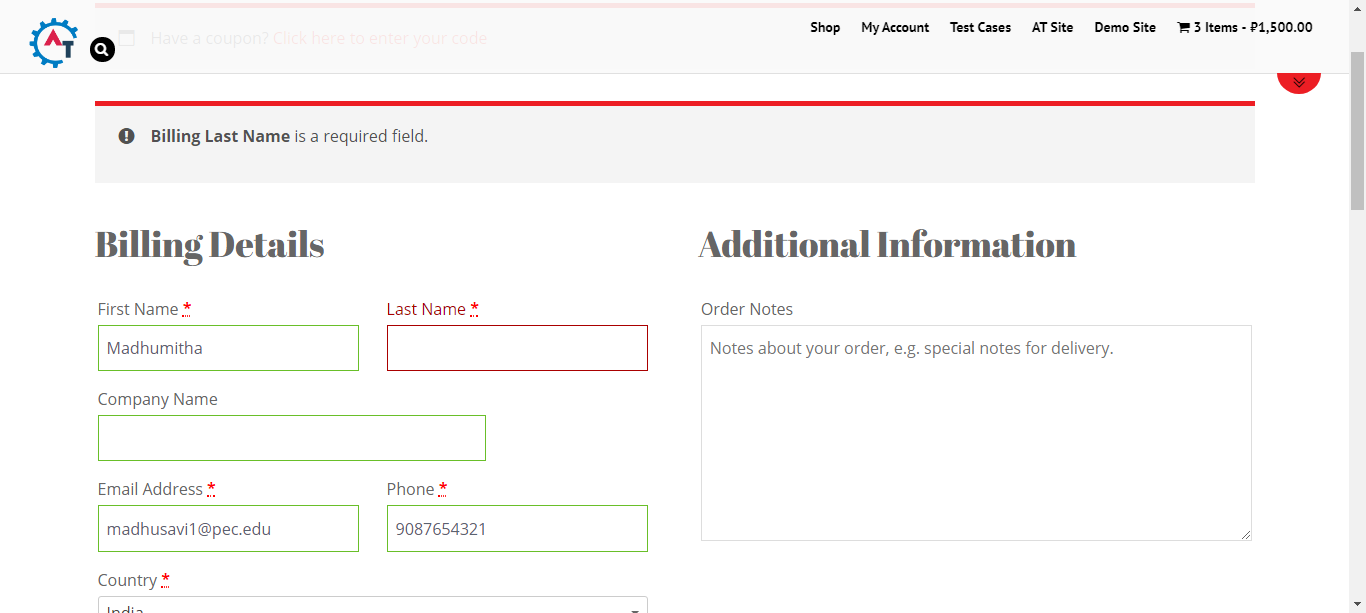 Shop My Account Test Cases AT Site Demo Site 3 Items - ₽1,500.00
AT
Have a coupon? Click here to enter your code
Billing Last Name is a required field.
Billing Details
Additional Information
First Name *
Last Name *
Order Notes
Madhumitha
Notes about your order, e.g. special notes for delivery.
Company Name
Email Address *
Phone *
madhusavi1@pec.edu
9087654321
Country *
India